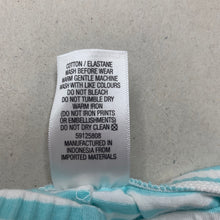 COTTON / ELASTANE
WASH BEFORE WEAR
WARM GENTLE MACHINE
WASH WITH LIKE COLOURS
DO NOT BLEACH
DO NOT TUMBLE DRY
WARM IRON
(DO NOT IRON PRINTS
OR EMBELLISHMENTS)
DO NOT DRY CLEAN
59125808
MANUFACTURED IN
INDONESIA FROM
IMPORTED MATERIALS